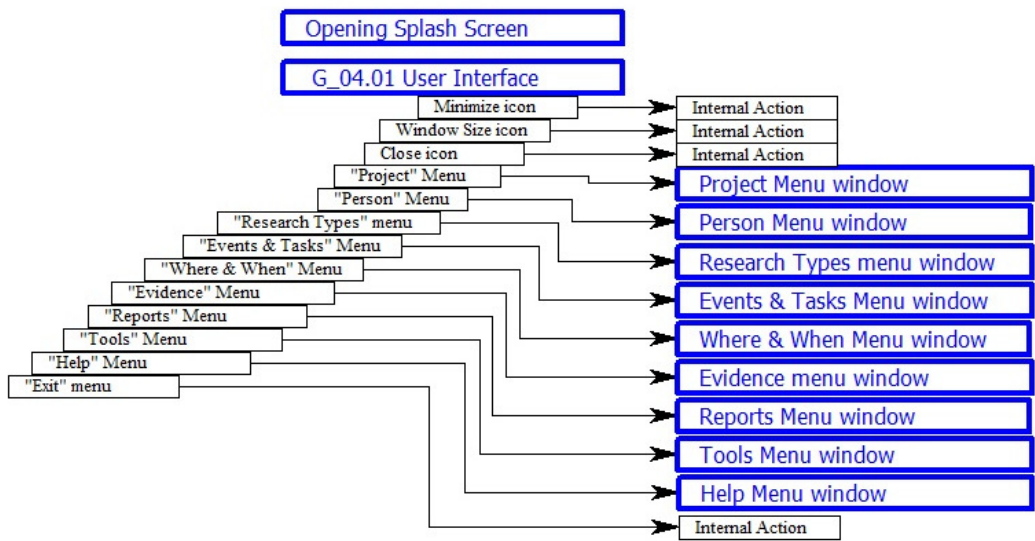 Opening Splash Screen
G_04.01 User Interface
Minimize icon
Internal Action
Window Size icon
Internal Action
Close icon
Internal Action
"Project" Menu
Project Menu window
"Person" Menu
Person Menu window
"Research Types" menu
Research Types menu window
"Events & Tasks" Menu
Events & Tasks Menu window
"Where & When" Menu
Where & When Menu window
"Evidence" Menu
Evidence menu window
"Reports" Menu
Reports Menu window
"Tools" Menu
Tools Menu window
"Help" Menu
Help Menu window
"Exit" menu
Internal Action